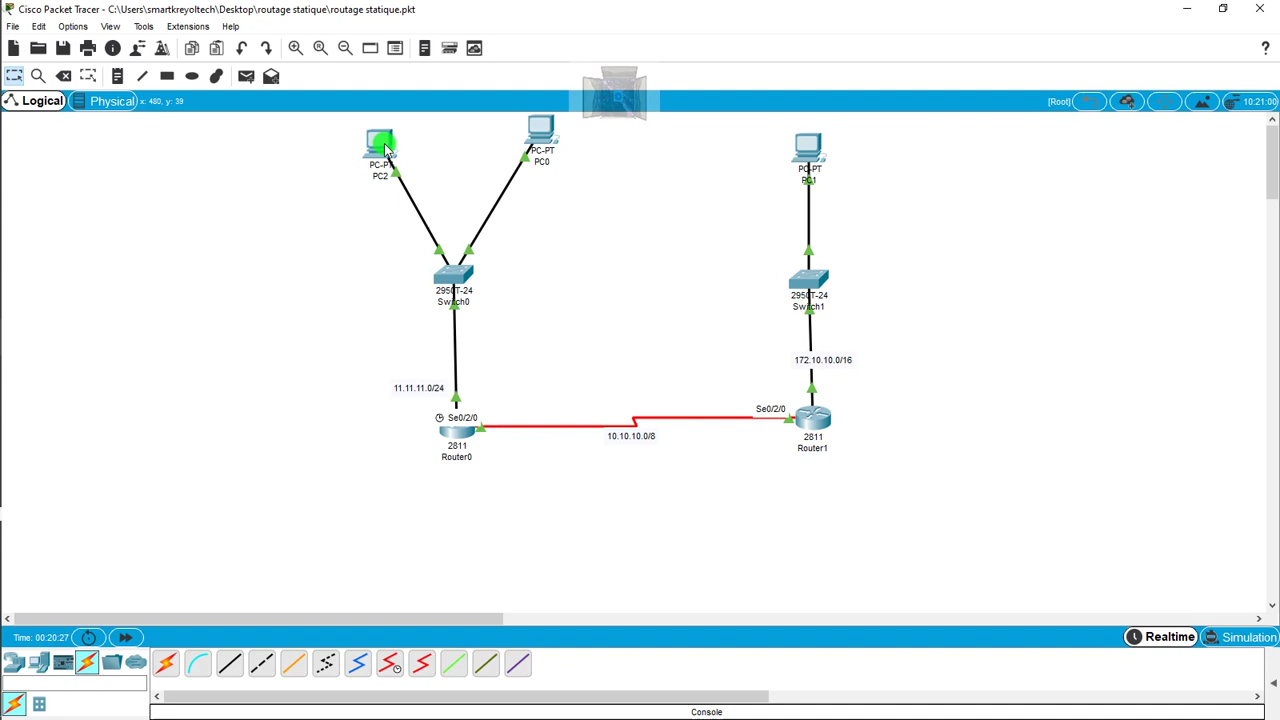 Cisco Packet Tracer - C:\Users\smartkreyoltech\Desktop\routage statique\routage statique.pkt
File Edit Options View Tools Extensions Help
Logical Physical x: 480, y: 39 [Root] 10:21:00
PC-PT
PC2
PC-PT
PC0
PC-PT
PC1
2950T-24
Switch0
2950T-24
Switch1
172.10.10.0/16
11.11.11.0/24
Se0/2/0
Se0/2/0
10.10.10.0/8
2811
Router0
2811
Router1
Time: 00:20:27 Realtime Simulation
Console